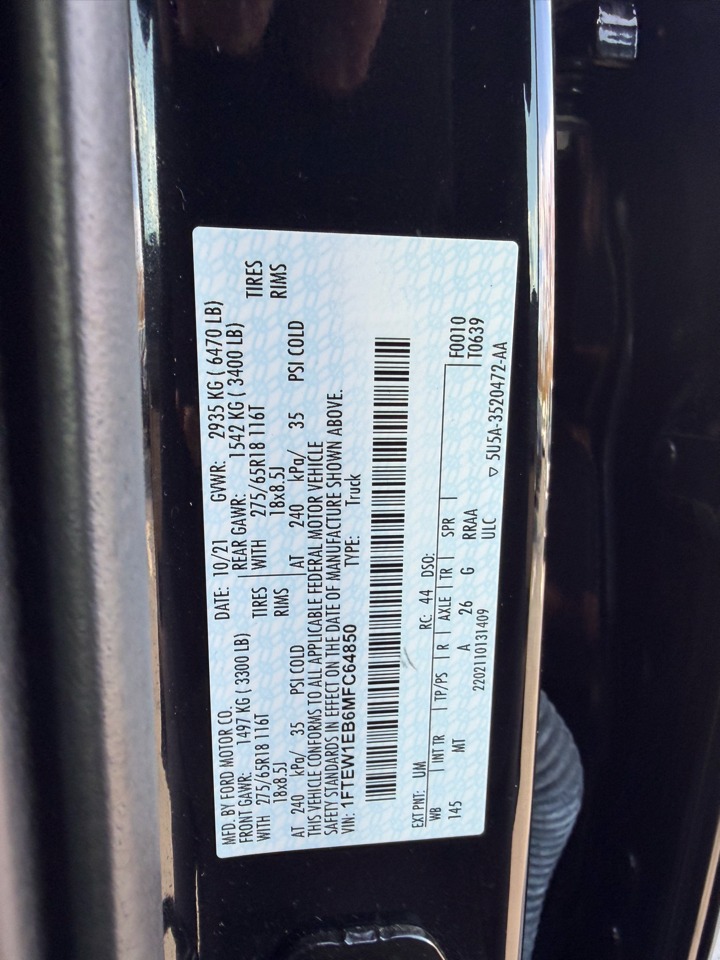 MFD. BY FORD MOTOR CO. DATE: 10/21 GVWR: 2935 KG ( 6470 LB)
FRONT GAWR: 1497 KG ( 3300 LB) REAR GAWR: 1542 KG ( 3400 LB)
WITH 275/65R18 116T TIRES WITH 275/65R18 116T TIRES
18x8.5J RIMS 18x8.5J RIMS
AT 240 kPa/ 35 PSI COLD AT 240 kPa/ 35 PSI COLD
THIS VEHICLE CONFORMS TO ALL APPLICABLE FEDERAL MOTOR VEHICLE
SAFETY STANDARDS IN EFFECT ON THE DATE OF MANUFACTURE SHOWN ABOVE.
VIN: 1FTEW1EB6MFC64850 TYPE: Truck
EXT PNT: UM RC: 44 DSO:
WB INT TR TP/PS R AXLE TR SPR F0010
145 MT A 26 G RRAA T0639
2202110131409 ULC
▽ 5U5A-3520472-AA